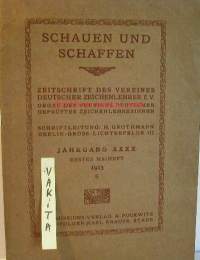 SCHAUEN UND
SCHAFFEN
ZEITSCHRIFT DES VEREINES
DEUTSCHER ZEICHENLEHRER E.V.
ORGAN DES VEREINES DEUTSCHER
GEPRÜFTER ZEICHENLEHRERINNEN
SCHRIFTLEITUNG: H. GROTHMANN
BERLIN-GROSS-LICHTERFELDE III
JAHRGANG XXXX
ERSTES MAIHEFT
1913
VERLAG
VAKITA